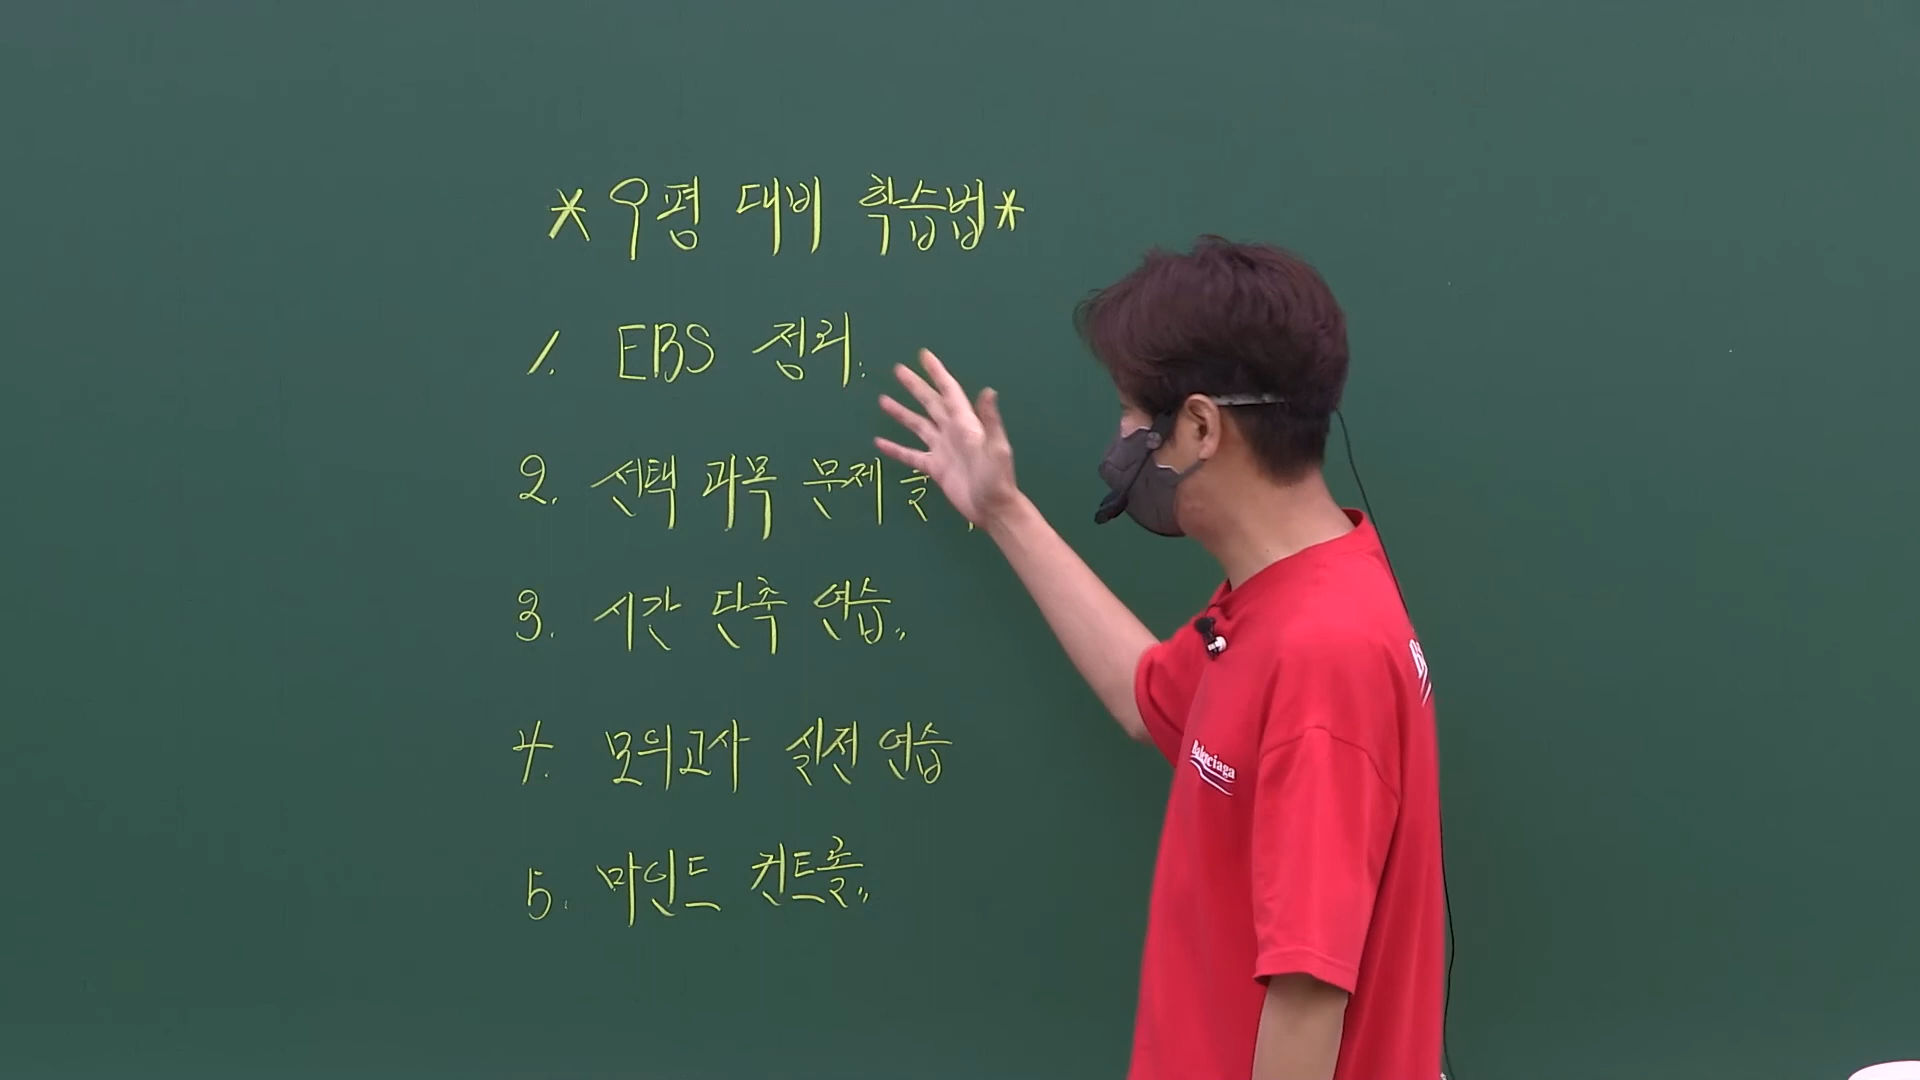 *9평 대비 학습법*
1. EBS 정리.
2. 선택 과목 문제
3. 시간 단축 연습,,
4. 모의고사 실전 연습
5. 마인드 컨트롤,,
Balenciaga